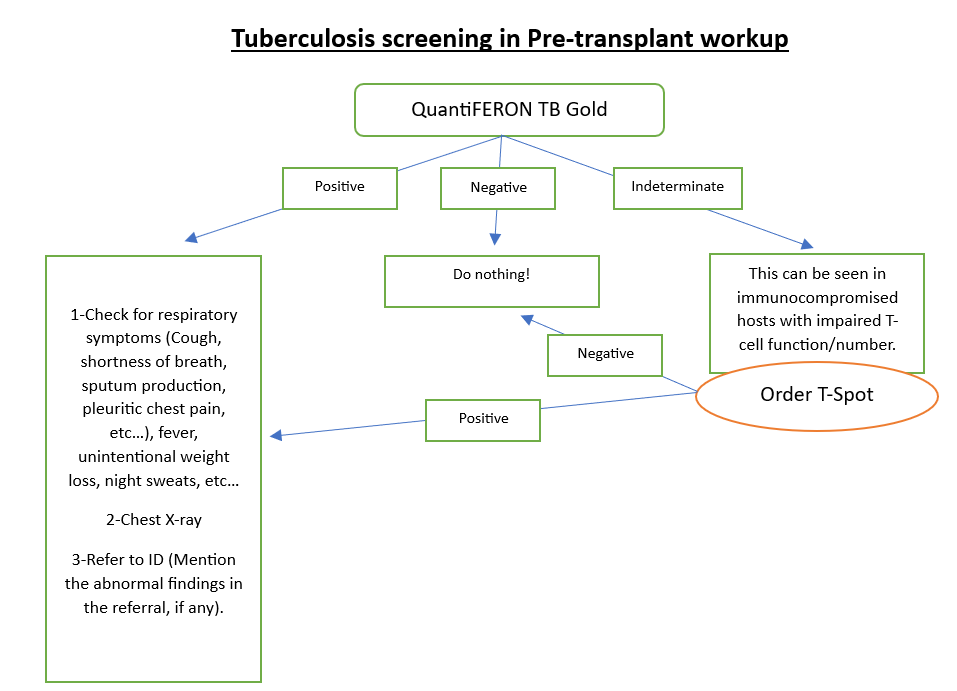 Tuberculosis screening in Pre-transplant workup
QuantiFERON TB Gold
Positive
Negative
Indeterminate
1-Check for respiratory
symptoms (Cough,
shortness of breath,
sputum production,
pleuritic chest pain,
etc…), fever,
unintentional weight
loss, night sweats, etc…
2-Chest X-ray
3-Refer to ID (Mention
the abnormal findings in
the referral, if any).
Do nothing!
This can be seen in
immunocompromised
hosts with impaired T-
cell function/number.
Order T-Spot
Negative
Positive